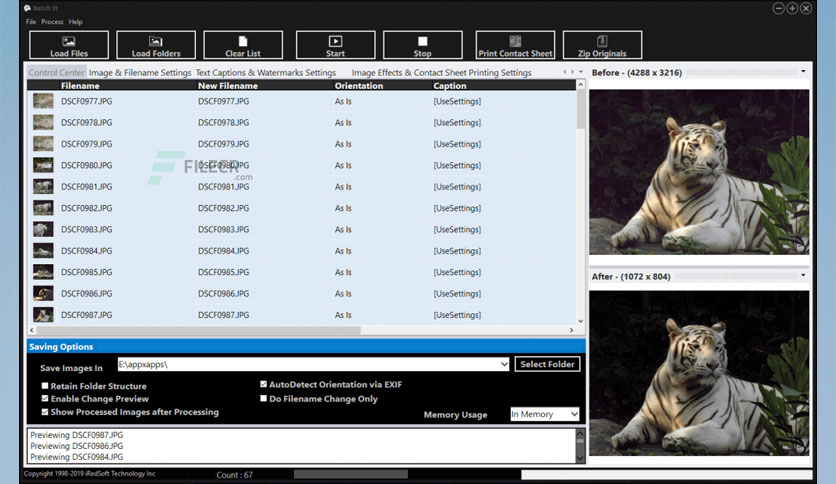 Batch It
File Process Help
Load Files Load Folders Clear List Start Stop Print Contact Sheet Zip Originals
Control Center Image & Filename Settings Text Captions & Watermarks Settings Image Effects & Contact Sheet Printing Settings
Filename New Filename Orientation Caption
DSCF0977.JPG DSCF0977.JPG As Is [UseSettings]
DSCF0978.JPG DSCF0978.JPG As Is [UseSettings]
DSCF0979.JPG DSCF0979.JPG As Is [UseSettings]
DSCF0980.JPG DSCF0980.JPG As Is [UseSettings]
FILECR
.com
DSCF0981.JPG DSCF0981.JPG As Is [UseSettings]
DSCF0982.JPG DSCF0982.JPG As Is [UseSettings]
DSCF0983.JPG DSCF0983.JPG As Is [UseSettings]
DSCF0984.JPG DSCF0984.JPG As Is [UseSettings]
DSCF0985.JPG DSCF0985.JPG As Is [UseSettings]
DSCF0986.JPG DSCF0986.JPG As Is [UseSettings]
DSCF0987.JPG DSCF0987.JPG As Is [UseSettings]
Before - (4288 x 3216)
After - (1072 x 804)
Saving Options
Save Images In E:\appxapps\ Select Folder
Retain Folder Structure AutoDetect Orientation via EXIF
Enable Change Preview Do Filename Change Only
Show Processed Images after Processing Memory Usage In Memory
Previewing DSCF0987.JPG
Previewing DSCF0986.JPG
Previewing DSCF0984.JPG
Copyright 1998-2019 iRedSoft Technology Inc Count : 67